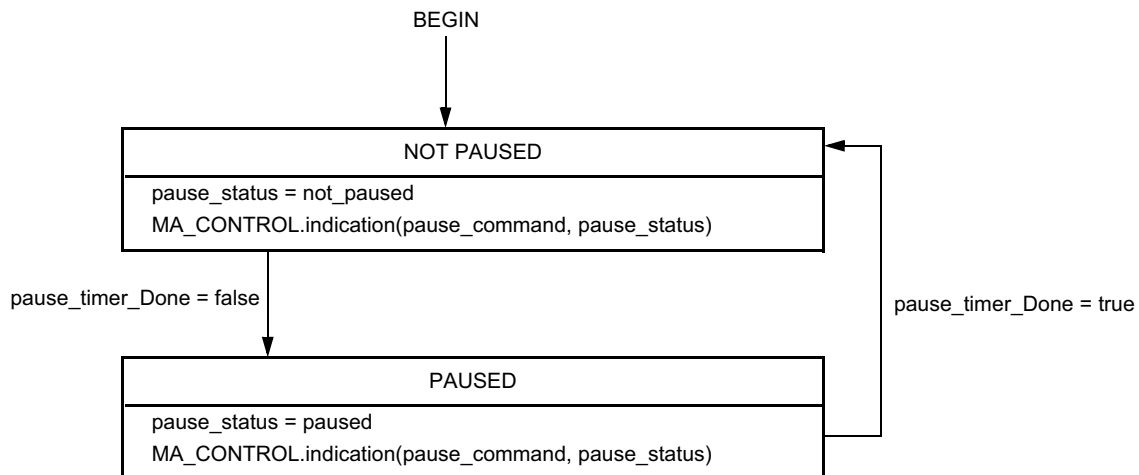 BEGIN
NOT PAUSED
pause_status = not_paused
MA_CONTROL.indication(pause_command, pause_status)
pause_timer_Done = false
pause_timer_Done = true
PAUSED
pause_status = paused
MA_CONTROL.indication(pause_command, pause_status)